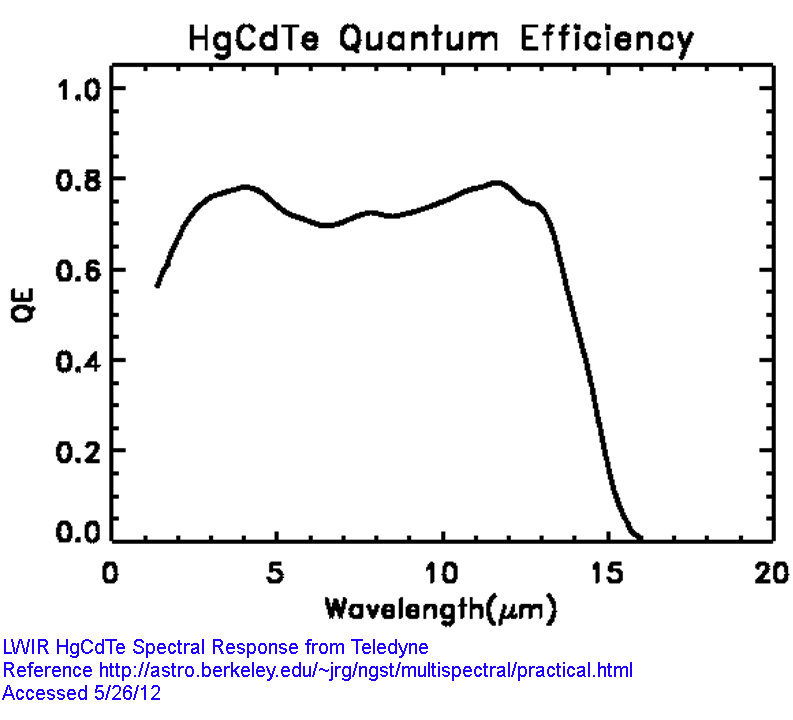 HgCdTe Quantum Efficiency
1.0
0.8
0.6
0.4
0.2
0.0
QE
0 5 10 15 20
Wavelength(μm)
LWIR HgCdTe Spectral Response from Teledyne
Reference http://astro.berkeley.edu/~jrg/ngst/multispectral/practical.html
Accessed 5/26/12